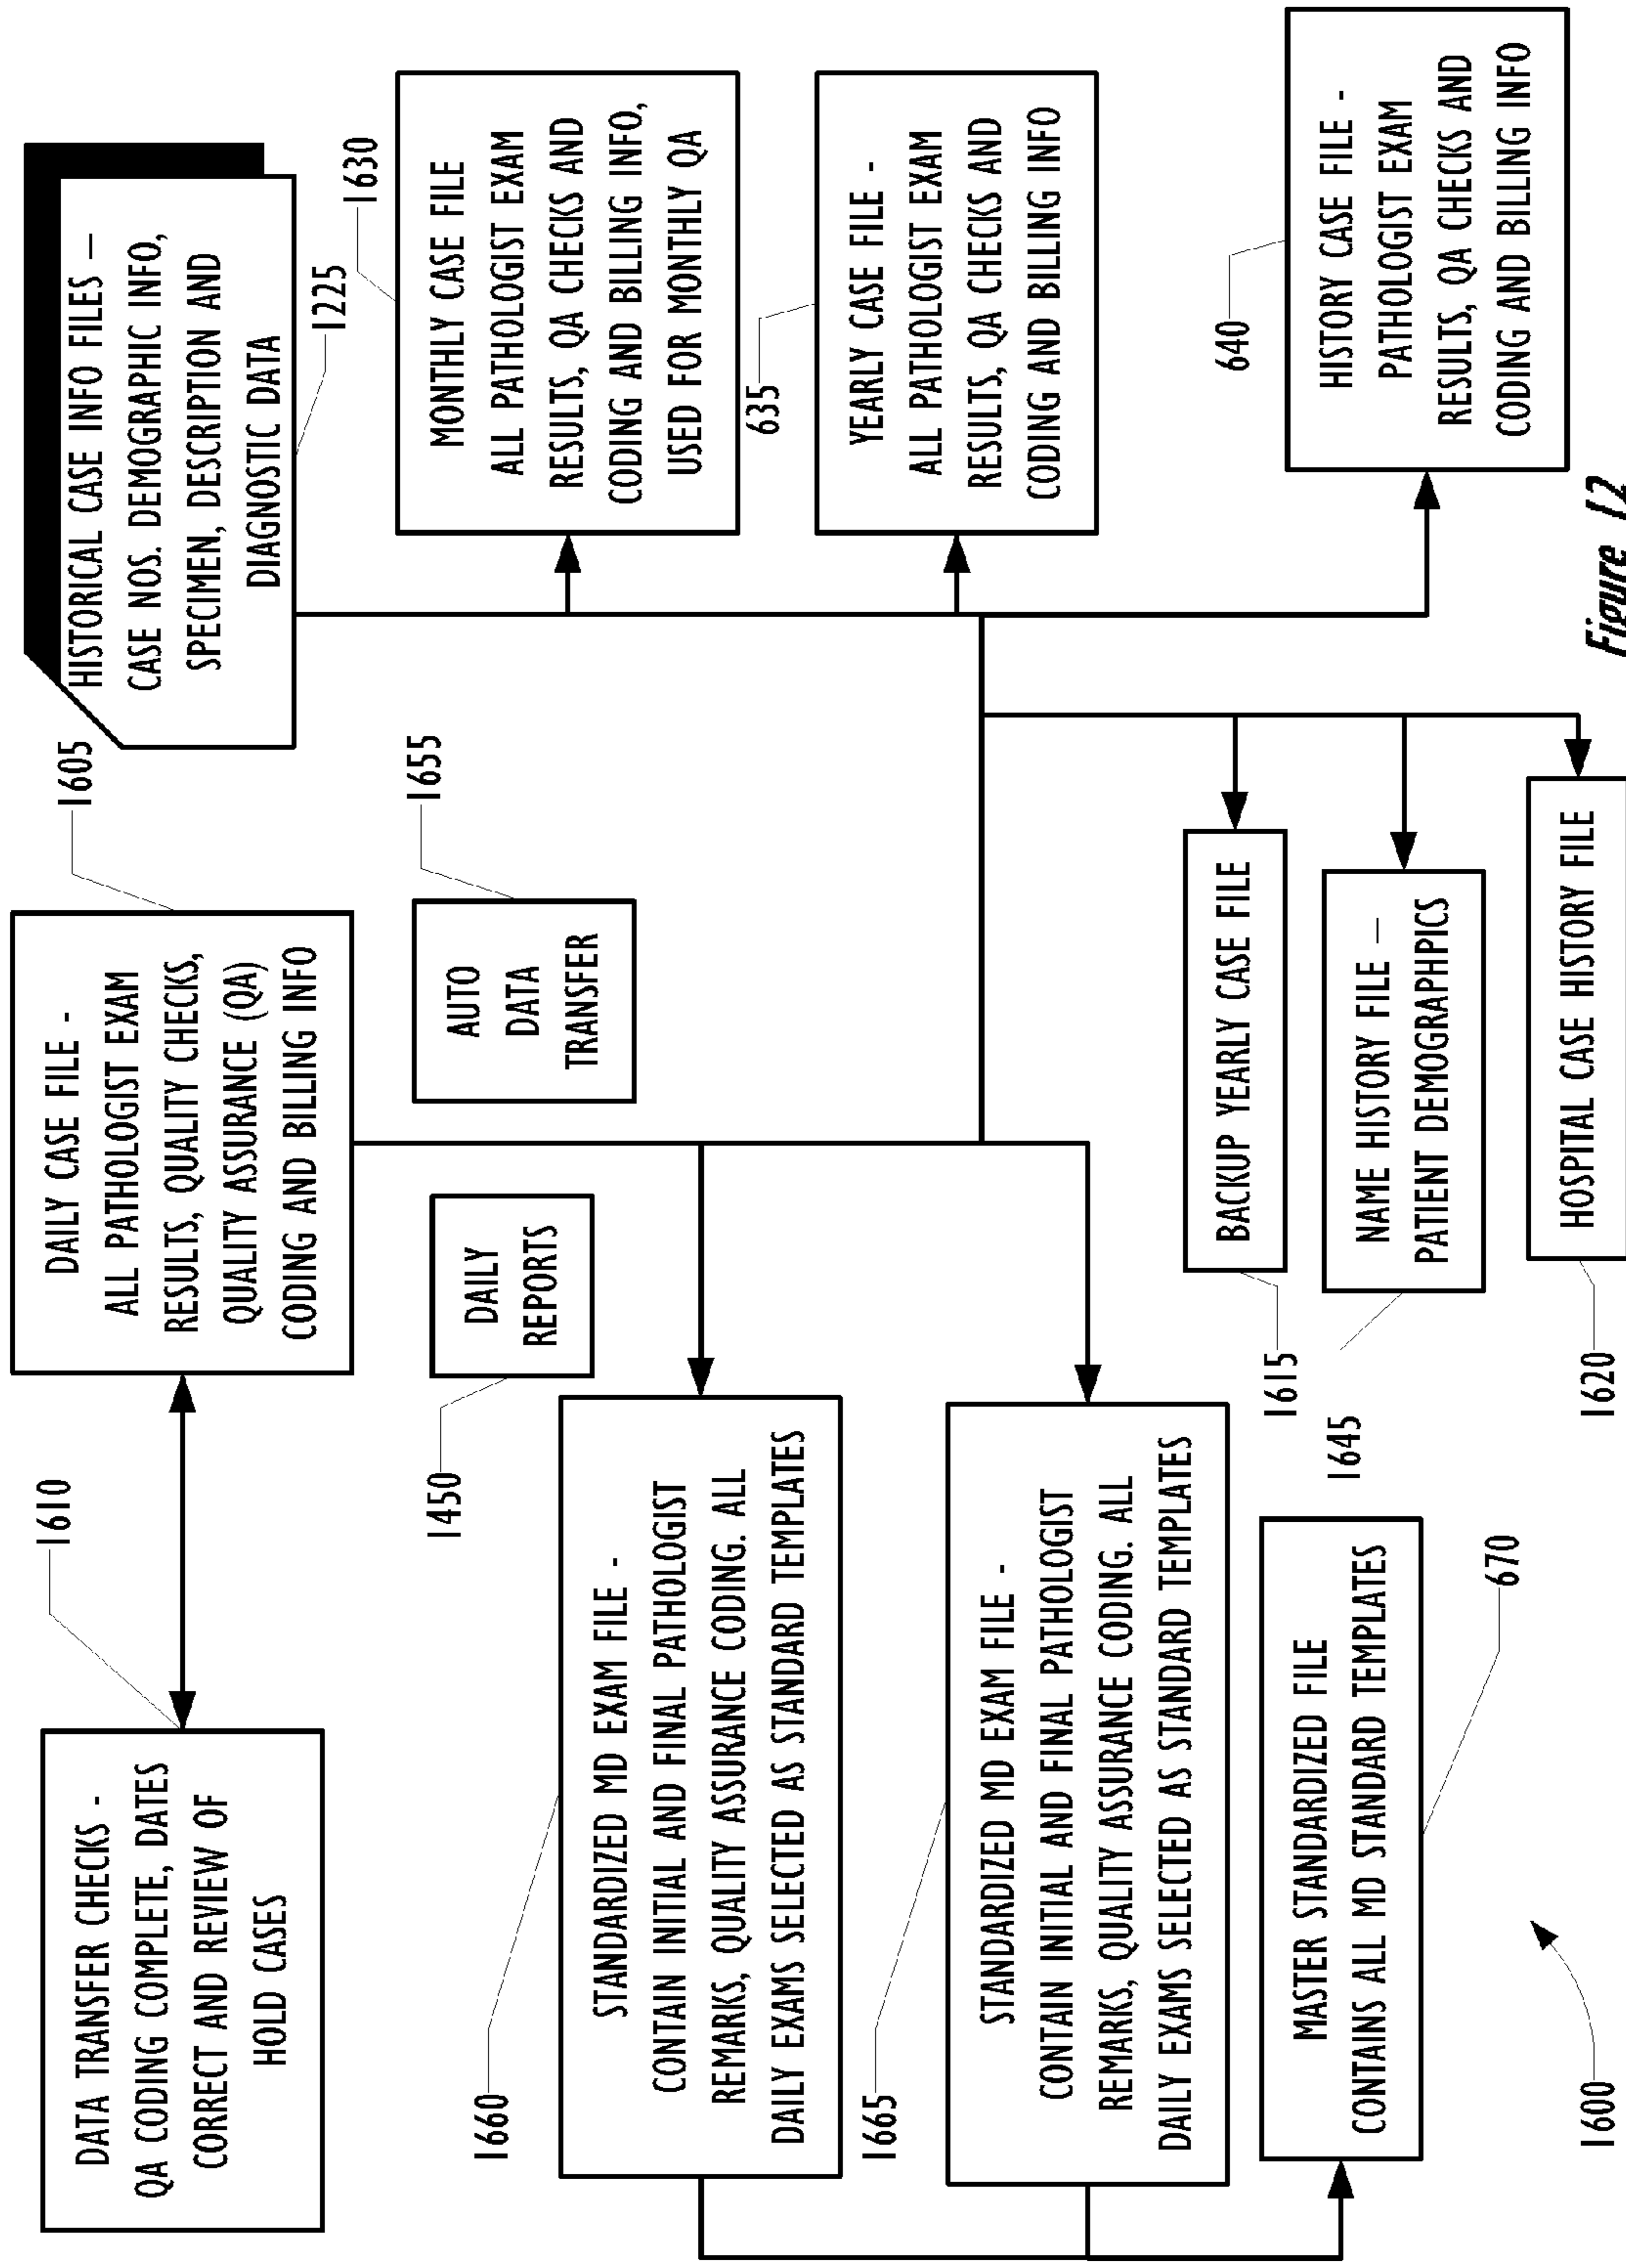 1610
DATA TRANSFER CHECKS -
QA CODING COMPLETE, DATES
CORRECT AND REVIEW OF
HOLD CASES
1605
DAILY CASE FILE -
ALL PATHOLOGIST EXAM
RESULTS, QUALITY CHECKS,
QUALITY ASSURANCE (QA)
CODING AND BILLING INFO
HISTORICAL CASE INFO FILES –
CASE NOS. DEMOGRAPHIC INFO,
SPECIMEN, DESCRIPTION AND
DIAGNOSTIC DATA
1225
1450
DAILY
REPORTS
1655
AUTO
DATA
TRANSFER
1630
MONTHLY CASE FILE
ALL PATHOLOGIST EXAM
RESULTS, QA CHECKS AND
CODING AND BILLING INFO,
USED FOR MONTHLY QA
1660
STANDARDIZED MD EXAM FILE -
CONTAIN INITIAL AND FINAL PATHOLOGIST
REMARKS, QUALITY ASSURANCE CODING. ALL
DAILY EXAMS SELECTED AS STANDARD TEMPLATES
635
YEARLY CASE FILE -
ALL PATHOLOGIST EXAM
RESULTS, QA CHECKS AND
CODING AND BILLING INFO
1665
STANDARDIZED MD EXAM FILE -
CONTAIN INITIAL AND FINAL PATHOLOGIST
REMARKS, QUALITY ASSURANCE CODING. ALL
DAILY EXAMS SELECTED AS STANDARD TEMPLATES
1615
BACKUP YEARLY CASE FILE
640
HISTORY CASE FILE -
PATHOLOGIST EXAM
RESULTS, QA CHECKS AND
CODING AND BILLING INFO
MASTER STANDARDIZED FILE
CONTAINS ALL MD STANDARD TEMPLATES
670
1645
NAME HISTORY FILE –
PATIENT DEMOGRAPHPICS
1620
HOSPITAL CASE HISTORY FILE
1600
Figure 12